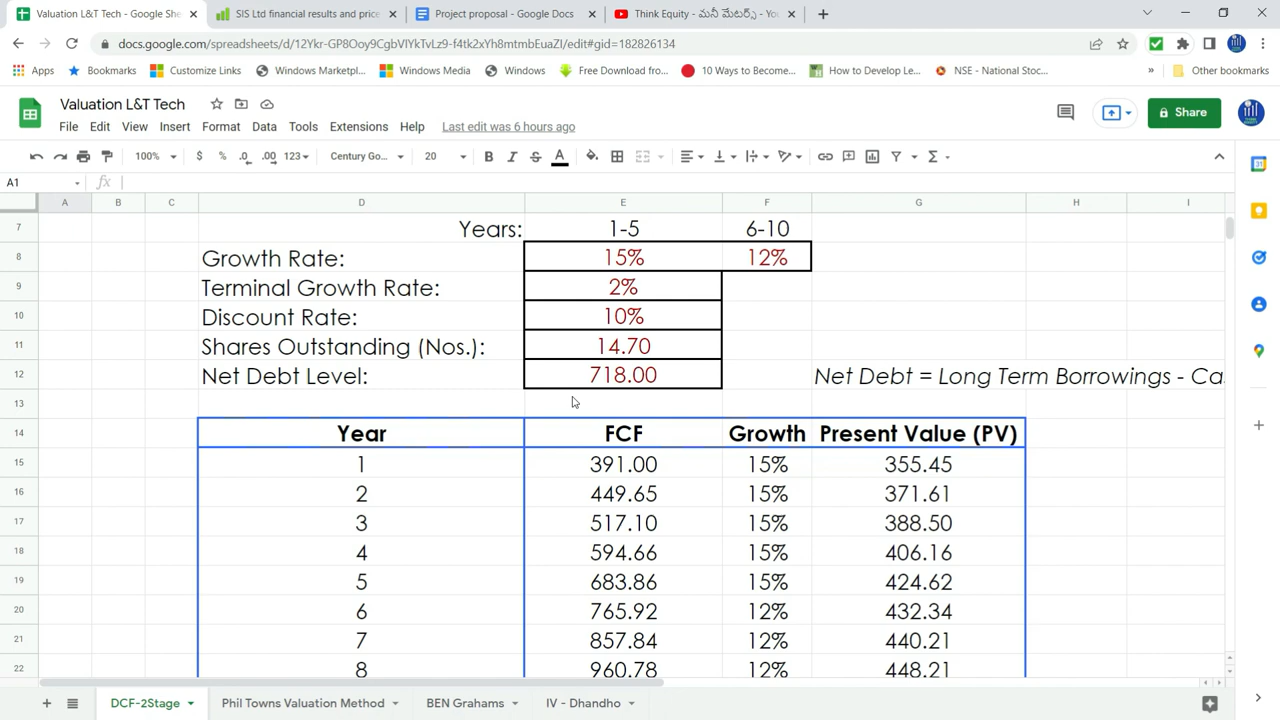 Valuation L&T Tech - Google She
SIS Ltd financial results and price
Project proposal - Google Docs
Think Equity - మనీ మేటర్స్ - You
docs.google.com/spreadsheets/d/12Ykr-GP8Ooy9CgbVIYkTvLz9-f4tk2xYh8mtmbEuaZI/edit#gid=182826134
Apps
Bookmarks
Customize Links
Windows Marketpl...
Windows Media
Windows
Free Download fro...
10 Ways to Become...
How to Develop Le...
NSE - National Stoc...
» Other bookmarks
Valuation L&T Tech
File Edit View Insert Format Data Tools Extensions Help Last edit was 6 hours ago
Share
100% $ % .0 .00 123 Century Go... 20 B I S A
A1 fx
A B C D E F G H I
7 Years: 1-5 6-10
8 Growth Rate: 15% 12%
9 Terminal Growth Rate: 2%
10 Discount Rate: 10%
11 Shares Outstanding (Nos.): 14.70
12 Net Debt Level: 718.00 Net Debt = Long Term Borrowings - Ca
13
14 Year FCF Growth Present Value (PV)
15 1 391.00 15% 355.45
16 2 449.65 15% 371.61
17 3 517.10 15% 388.50
18 4 594.66 15% 406.16
19 5 683.86 15% 424.62
20 6 765.92 12% 432.34
21 7 857.84 12% 440.21
22 8 960.78 12% 448.21
DCF-2Stage Phil Towns Valuation Method BEN Grahams IV - Dhandho